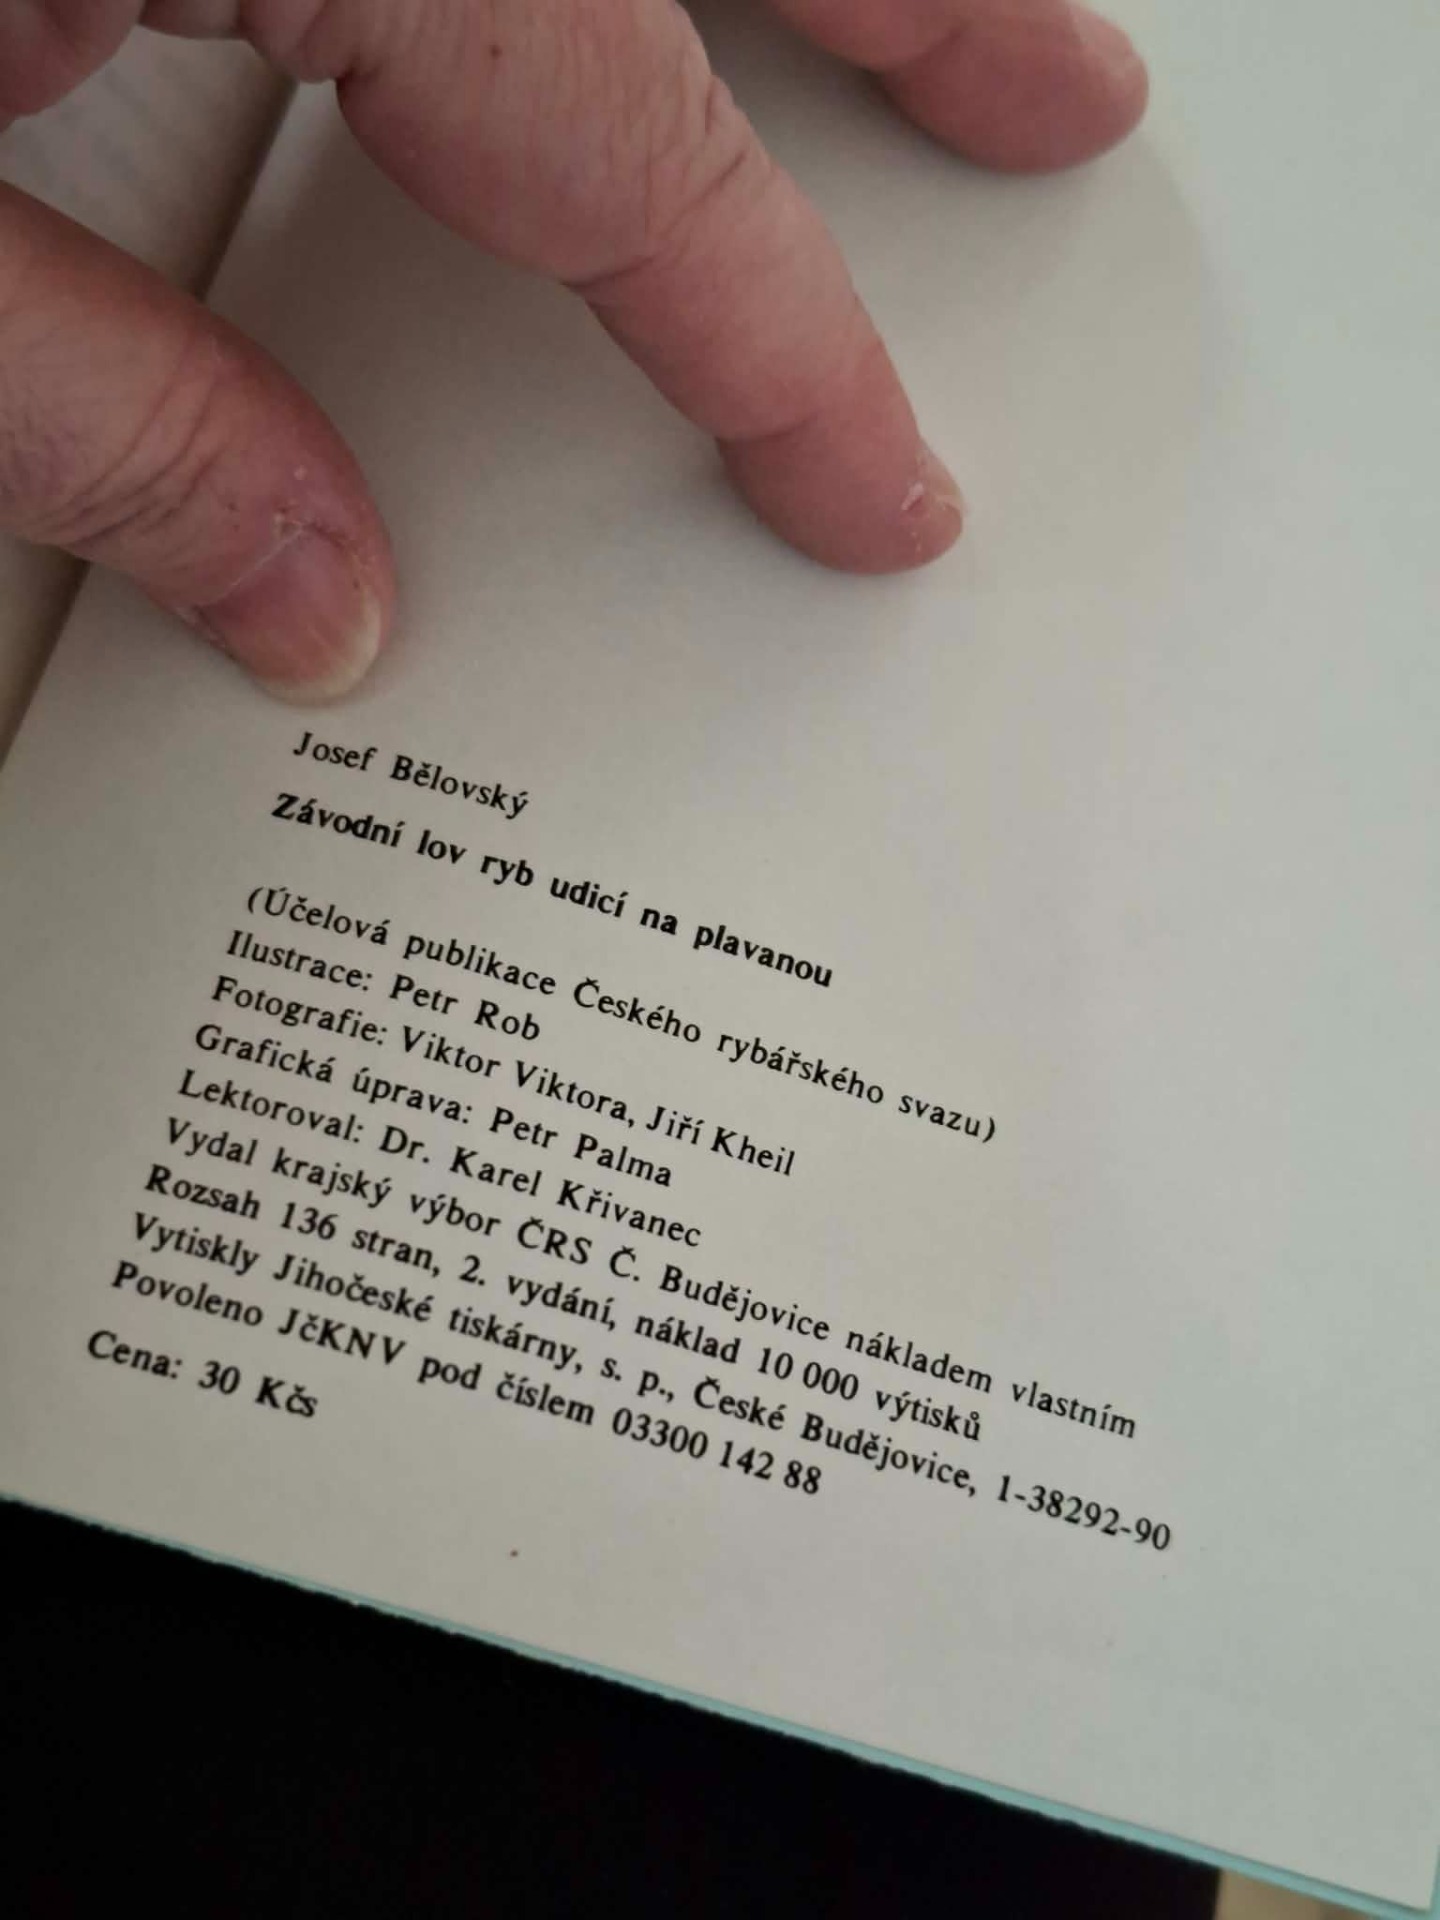 Josef Bělovský
Závodní lov ryb udicí na plavanou
(Účelová publikace Českého rybářského svazu)
Ilustrace: Petr Rob
Fotografie: Viktor Viktora, Jiří Kheil
Grafická úprava: Petr Palma
Lektoroval: Dr. Karel Křivanec
Vydal krajský výbor ČRS Č. Budějovice nákladem vlastním
Rozsah 136 stran, 2. vydání, náklad 10 000 výtisků
Vytiskly Jihočeské tiskárny, s. p., České Budějovice, 1-38292-90
Povoleno JčKNV pod číslem 03300 142 88
Cena: 30 Kčs